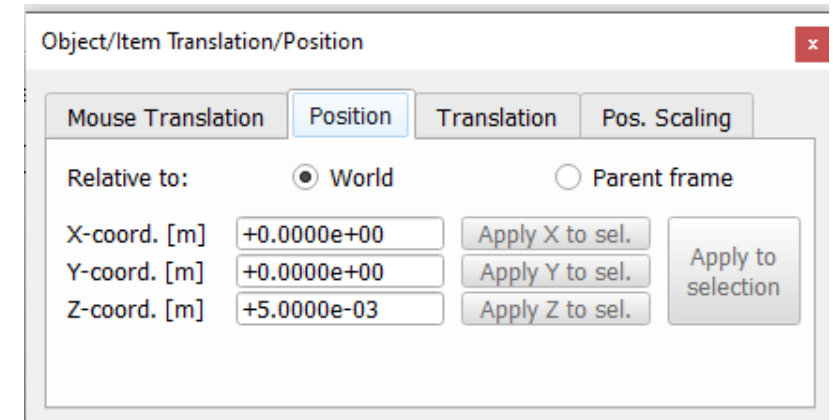 Object/Item Translation/Position
x
Mouse Translation Position Translation Pos. Scaling
Relative to: World Parent frame
X-coord. [m] +0.0000e+00 Apply X to sel.
Y-coord. [m] +0.0000e+00 Apply Y to sel.
Z-coord. [m] +5.0000e-03 Apply Z to sel.
Apply to
selection